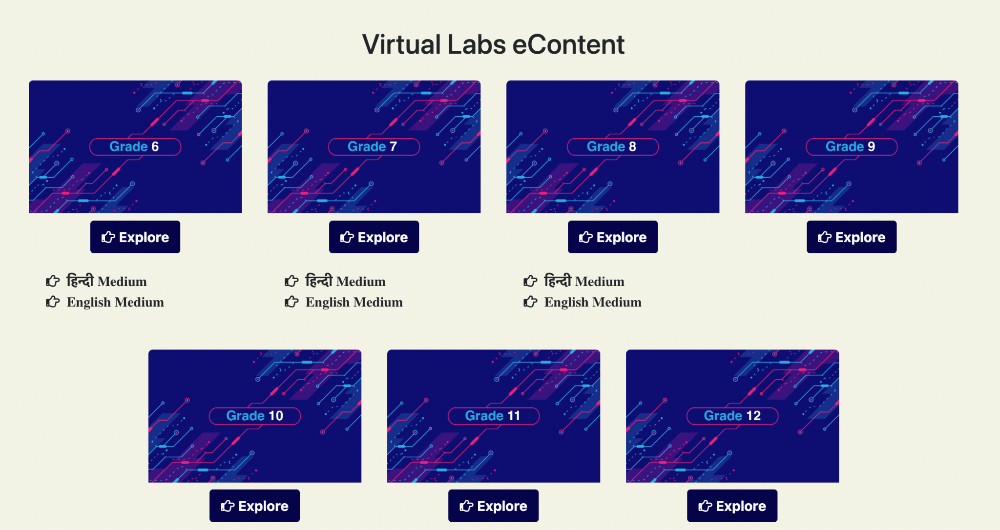 Virtual Labs eContent
Grade 6
Grade 7
Grade 8
Grade 9
Explore
Explore
Explore
Explore
हिन्दी Medium
English Medium
हिन्दी Medium
English Medium
हिन्दी Medium
English Medium
Grade 10
Grade 11
Grade 12
Explore
Explore
Explore